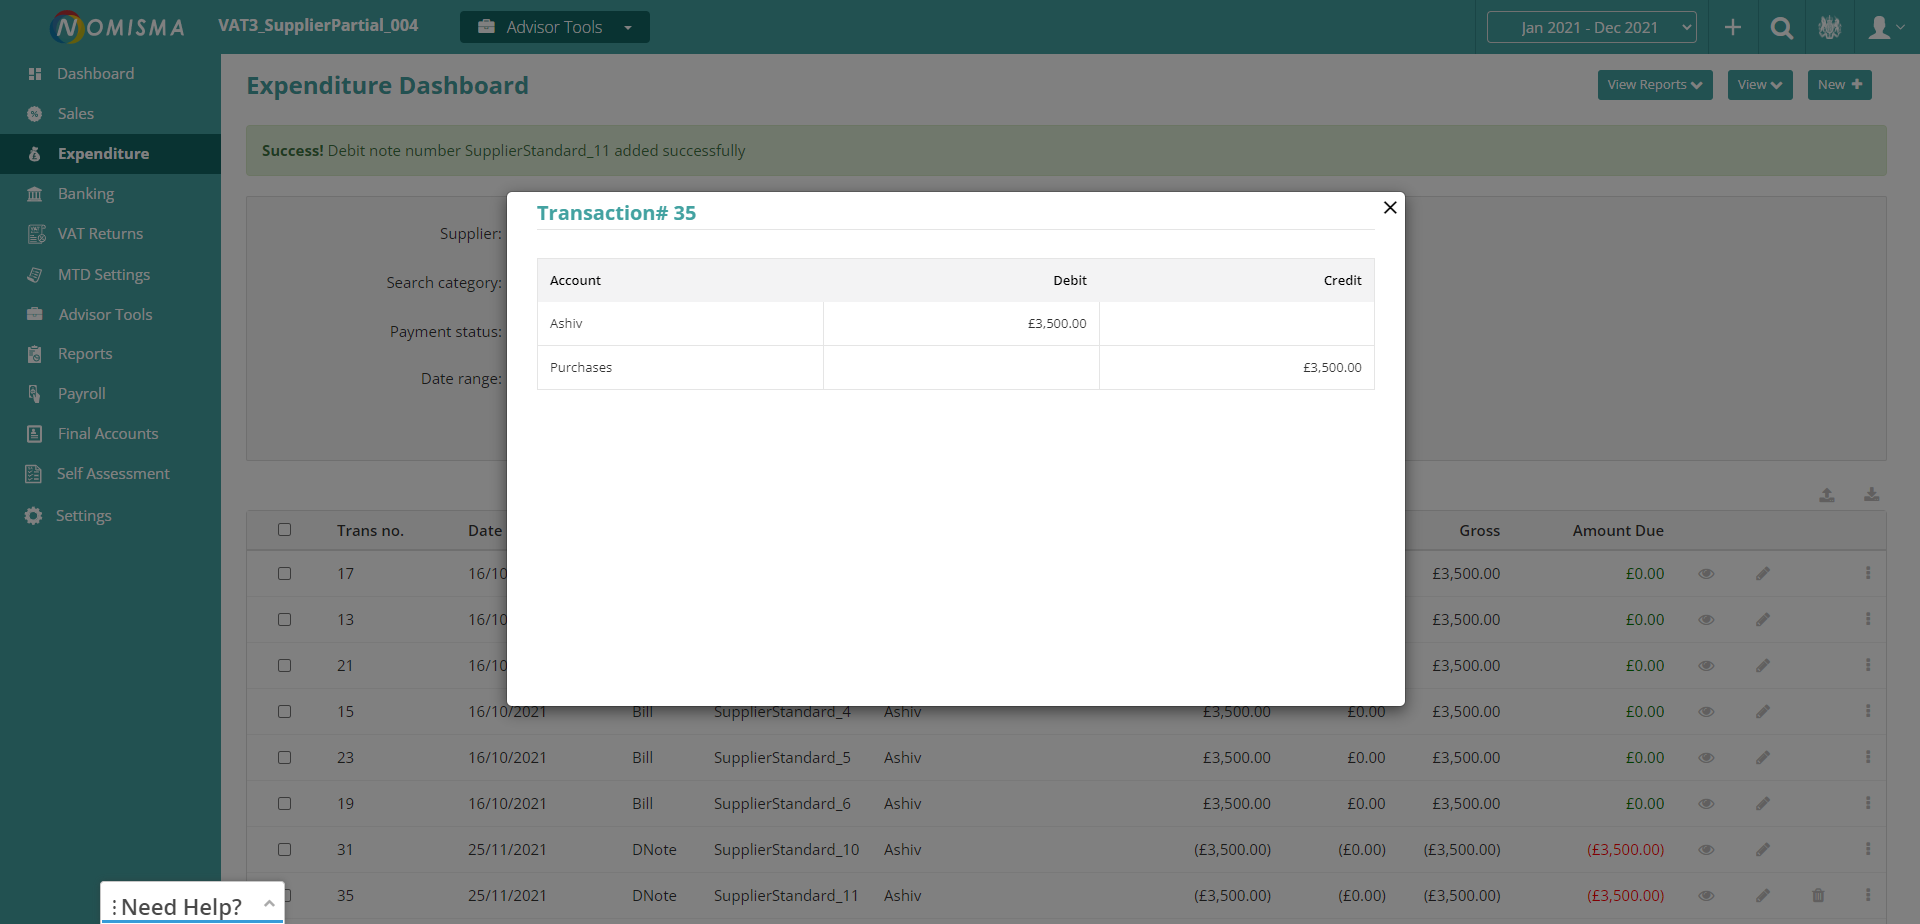 NOMISMA
VAT3_SupplierPartial_004
Advisor Tools
Jan 2021 - Dec 2021
Dashboard
Sales
Expenditure
Banking
VAT Returns
MTD Settings
Advisor Tools
Reports
Payroll
Final Accounts
Self Assessment
Settings
Expenditure Dashboard
View Reports
View
New
Success! Debit note number SupplierStandard_11 added successfully
Supplier:
Search category:
Payment status:
Date range:
Transaction# 35
Account Debit Credit
Ashiv £3,500.00
Purchases £3,500.00
Trans no. Date Gross Amount Due
17 16/10 £3,500.00 £0.00
13 16/10 £3,500.00 £0.00
21 16/10 £3,500.00 £0.00
15 16/10/2021 Bill SupplierStandard_4 Ashiv £3,500.00 £0.00 £3,500.00 £0.00
23 16/10/2021 Bill SupplierStandard_5 Ashiv £3,500.00 £0.00 £3,500.00 £0.00
19 16/10/2021 Bill SupplierStandard_6 Ashiv £3,500.00 £0.00 £3,500.00 £0.00
31 25/11/2021 DNote SupplierStandard_10 Ashiv (£3,500.00) (£0.00) (£3,500.00) (£3,500.00)
35 25/11/2021 DNote SupplierStandard_11 Ashiv (£3,500.00) (£0.00) (£3,500.00) (£3,500.00)
Need Help?